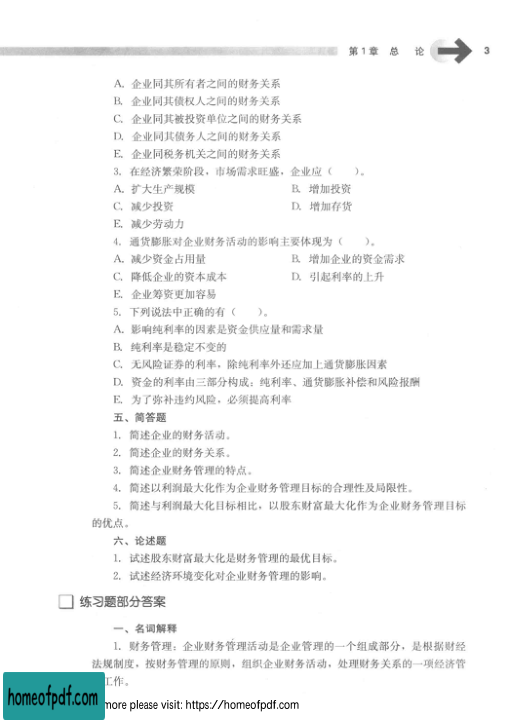 第1章 总 论 3
A. 企业同其所有者之间的财务关系
B. 企业同其债权人之间的财务关系
C. 企业同其被投资单位之间的财务关系
D. 企业同其债务人之间的财务关系
E. 企业同税务机关之间的财务关系
3. 在经济繁荣阶段，市场需求旺盛，企业应（ ）。
A. 扩大生产规模 B. 增加投资
C. 减少投资 D. 增加存货
E. 减少劳动力
4. 通货膨胀对企业财务活动的影响主要体现为（ ）。
A. 减少资金占用量 B. 增加企业的资金需求
C. 降低企业的资本成本 D. 引起利率的上升
E. 企业筹资更加容易
5. 下列说法中正确的有（ ）。
A. 影响纯利率的因素是资金供应量和需求量
B. 纯利率是稳定不变的
C. 无风险证券的利率，除纯利率外还应加上通货膨胀因素
D. 资金的利率由三部分构成：纯利率、通货膨胀补偿和风险报酬
E. 为了弥补违约风险，必须提高利率
五、简答题
1. 简述企业的财务活动。
2. 简述企业的财务关系。
3. 简述企业财务管理的特点。
4. 简述以利润最大化作为企业财务管理目标的合理性及局限性。
5. 简述与利润最大化目标相比，以股东财富最大化作为企业财务管理目标
的优点。
六、论述题
1. 试述股东财富最大化是财务管理的最优目标。
2. 试述经济环境变化对企业财务管理的影响。
练习题部分答案
一、名词解释
1. 财务管理：企业财务管理活动是企业管理的一个组成部分，是根据财经
法规制度，按财务管理的原则，组织企业财务活动，处理财务关系的一项经济管
工作。
homeofpdf.com
more please visit: https://homeofpdf.com